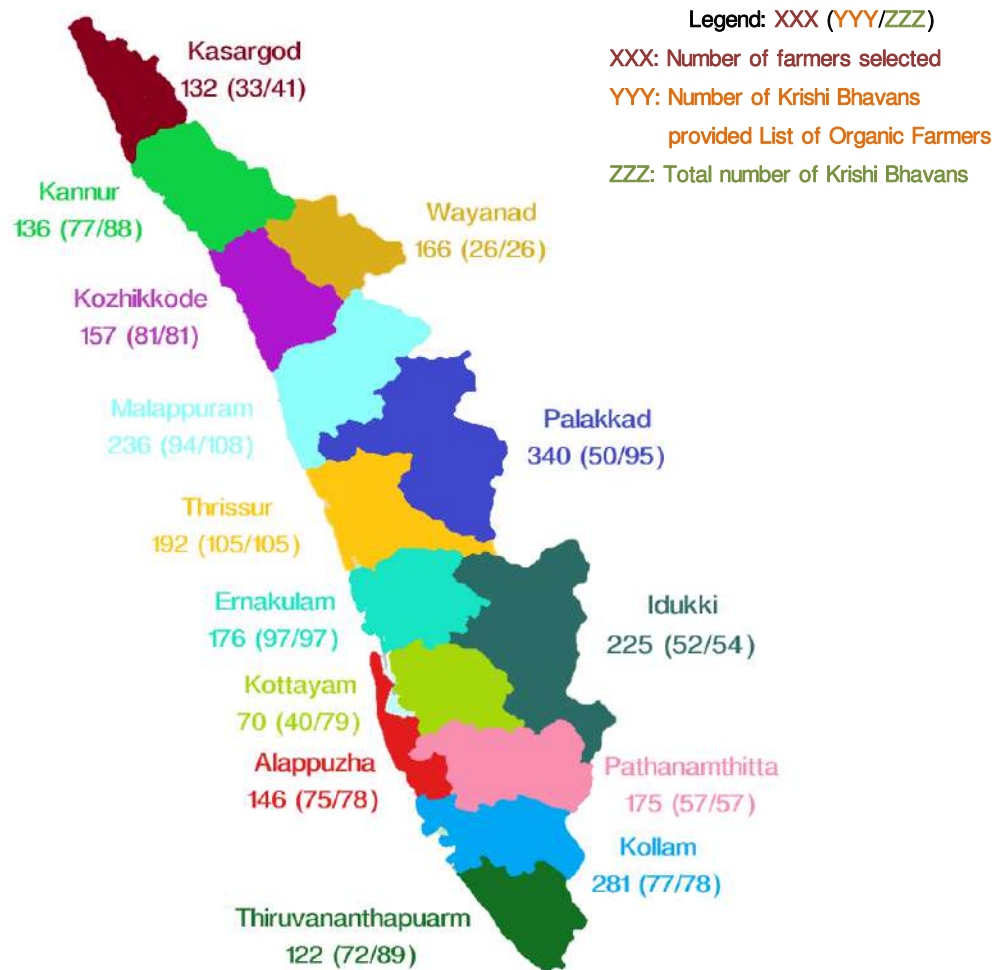 Legend: XXX (YYY/ZZZ)
XXX: Number of farmers selected
YYY: Number of Krishi Bhavans
provided List of Organic Farmers
ZZZ: Total number of Krishi Bhavans
Kasargod
132 (33/41)
Kannur
136 (77/88)
Wayanad
166 (26/26)
Kozhikkode
157 (81/81)
Malappuram
236 (94/108)
Palakkad
340 (50/95)
Thrissur
192 (105/105)
Ernakulam
176 (97/97)
Idukki
225 (52/54)
Kottayam
70 (40/79)
Alappuzha
146 (75/78)
Pathanamthitta
175 (57/57)
Kollam
281 (77/78)
Thiruvananthapuarm
122 (72/89)